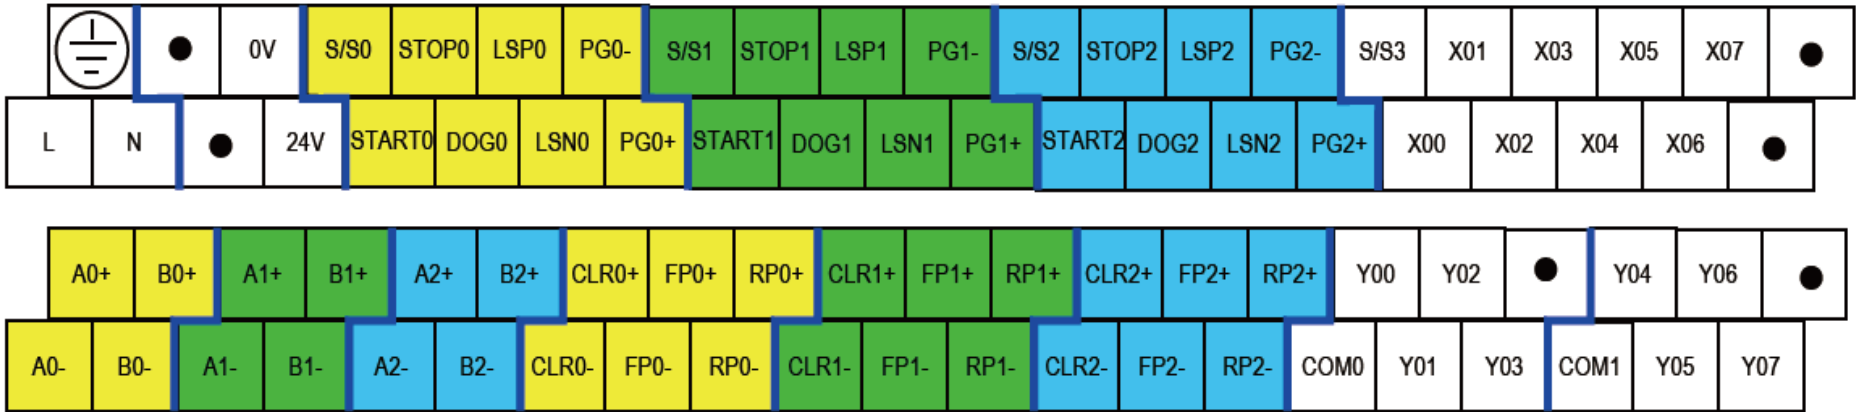 0V S/S0 STOP0 LSP0 PG0- S/S1 STOP1 LSP1 PG1- S/S2 STOP2 LSP2 PG2- S/S3 X01 X03 X05 X07
L N 24V START0 DOG0 LSN0 PG0+ START1 DOG1 LSN1 PG1+ START2 DOG2 LSN2 PG2+ X00 X02 X04 X06
A0+ B0+ A1+ B1+ A2+ B2+ CLR0+ FP0+ RP0+ CLR1+ FP1+ RP1+ CLR2+ FP2+ RP2+ Y00 Y02 Y04 Y06
A0- B0- A1- B1- A2- B2- CLR0- FP0- RP0- CLR1- FP1- RP1- CLR2- FP2- RP2- COM0 Y01 Y03 COM1 Y05 Y07